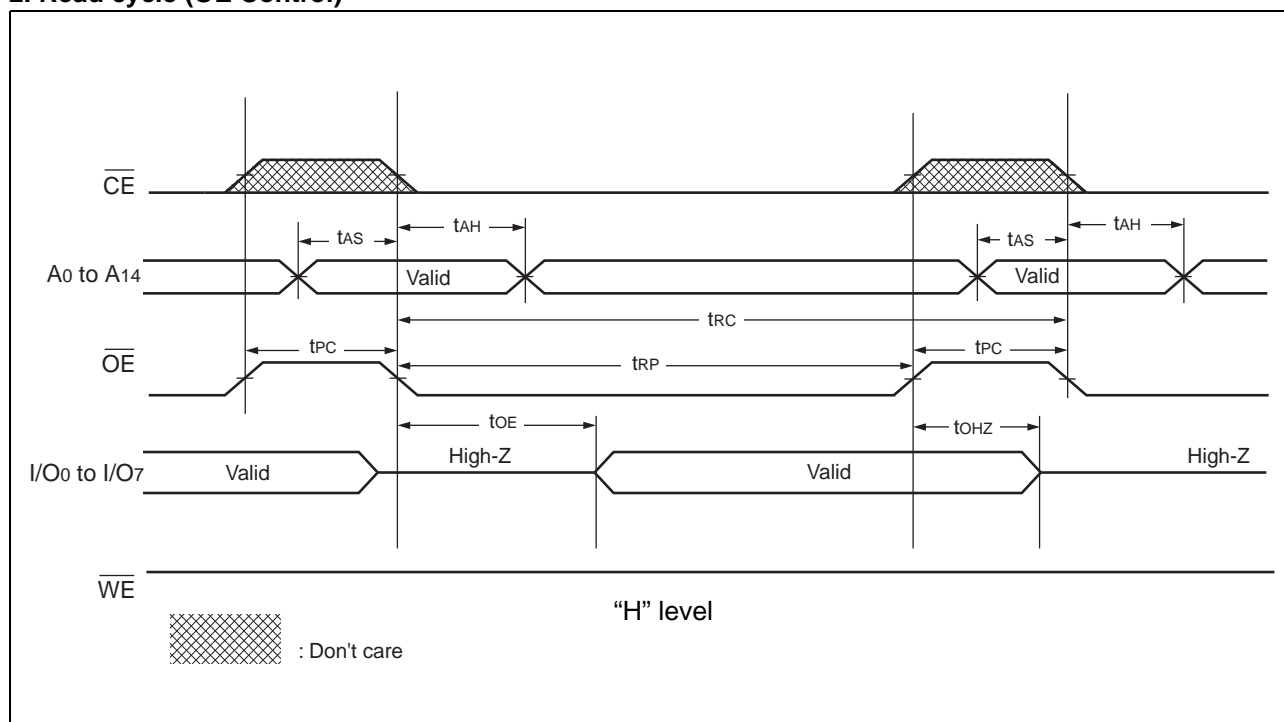 2. Read cycle (OE Control)
CE
tAS
tAH
tAS
tAH
A0 to A14
Valid
Valid
tRC
OE
tPC
tRP
tPC
tOE
tOHZ
I/O0 to I/O7
Valid
High-Z
Valid
High-Z
WE
“H” level
: Don't care